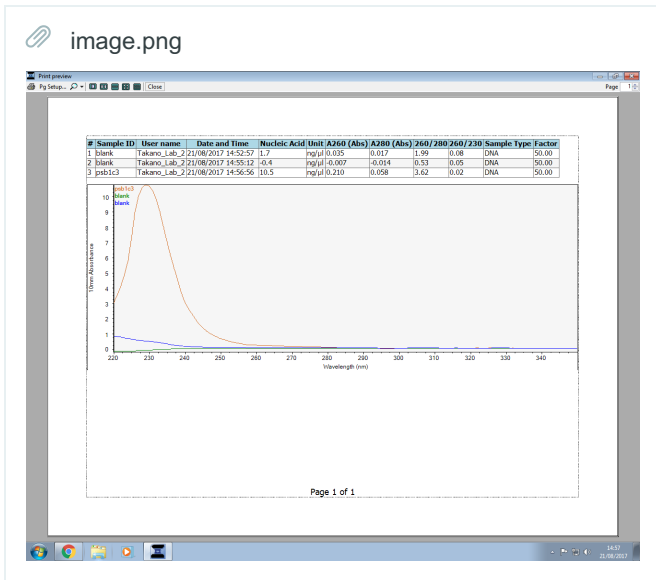 image.png
Print preview
Pg Setup... Close Page 1
# Sample ID User name Date and Time Nucleic Acid Unit A260 (Abs) A280 (Abs) 260/280 260/230 Sample Type Factor
1 blank Takano_Lab_2 21/08/2017 14:52:57 1.7 ng/µl 0.035 0.017 1.99 0.08 DNA 50.00
2 blank Takano_Lab_2 21/08/2017 14:55:12 -0.4 ng/µl -0.007 -0.014 0.53 0.05 DNA 50.00
3 psb1c3 Takano_Lab_2 21/08/2017 14:56:56 10.5 ng/µl 0.210 0.058 3.62 0.02 DNA 50.00
psb1c3
blank
blank
10
9
8
7
6
5
4
3
2
1
0
10mm Absorbance
220 230 240 250 260 270 280 290 300 310 320 330 340
Wavelength (nm)
Page 1 of 1
14:57
21/08/2017